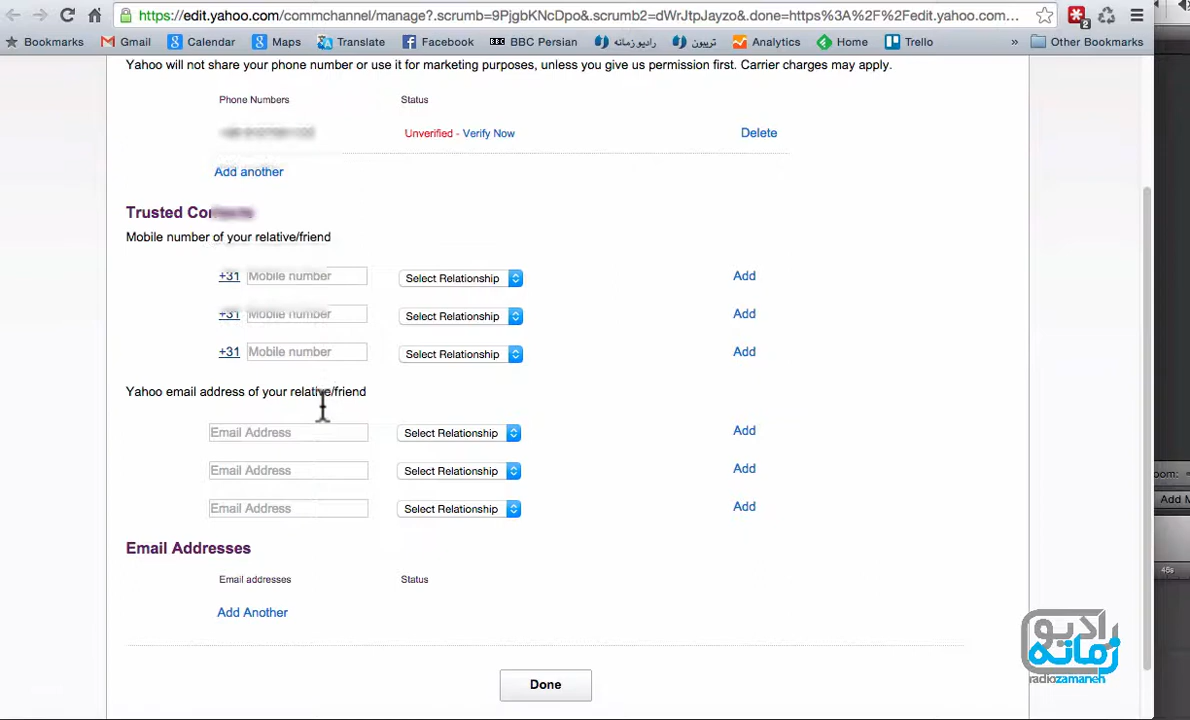 https://edit.yahoo.com/commchannel/manage?.scrumb=9PjgbKNcDpo&.scrumb2=dWrJtpJayzo&.done=https%3A%2F%2Fedit.yahoo.com...
Bookmarks Gmail Calendar Maps Translate Facebook BBC Persian رادیو زمانه تریبون Analytics Home Trello » Other Bookmarks
Yahoo will not share your phone number or use it for marketing purposes, unless you give us permission first. Carrier charges may apply.
Phone Numbers Status
Unverified - Verify Now Delete
Add another
Trusted
Mobile number of your relative/friend
+31 Mobile number Select Relationship Add
+31 Mobile number Select Relationship Add
+31 Mobile number Select Relationship Add
Yahoo email address of your relative/friend
Email Address Select Relationship Add
Email Address Select Relationship Add
Email Address Select Relationship Add
Email Addresses
Email addresses Status
Add Another
Done
oom:
Add M
رادیو
زمانه
radiozamaneh